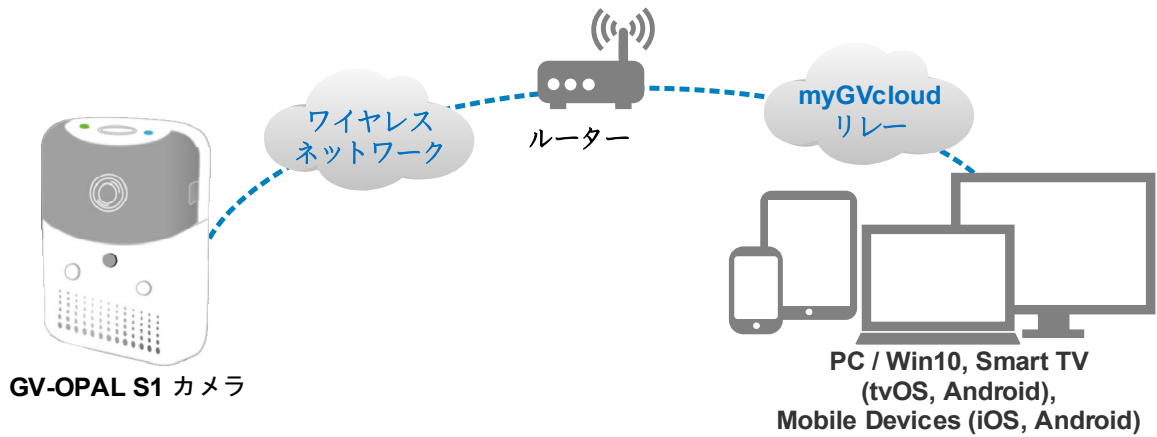 ワイヤレス
ネットワーク
ルーター
myGVcloud
リレー
GV-OPAL S1 カメラ
PC / Win10, Smart TV
(tvOS, Android),
Mobile Devices (iOS, Android)